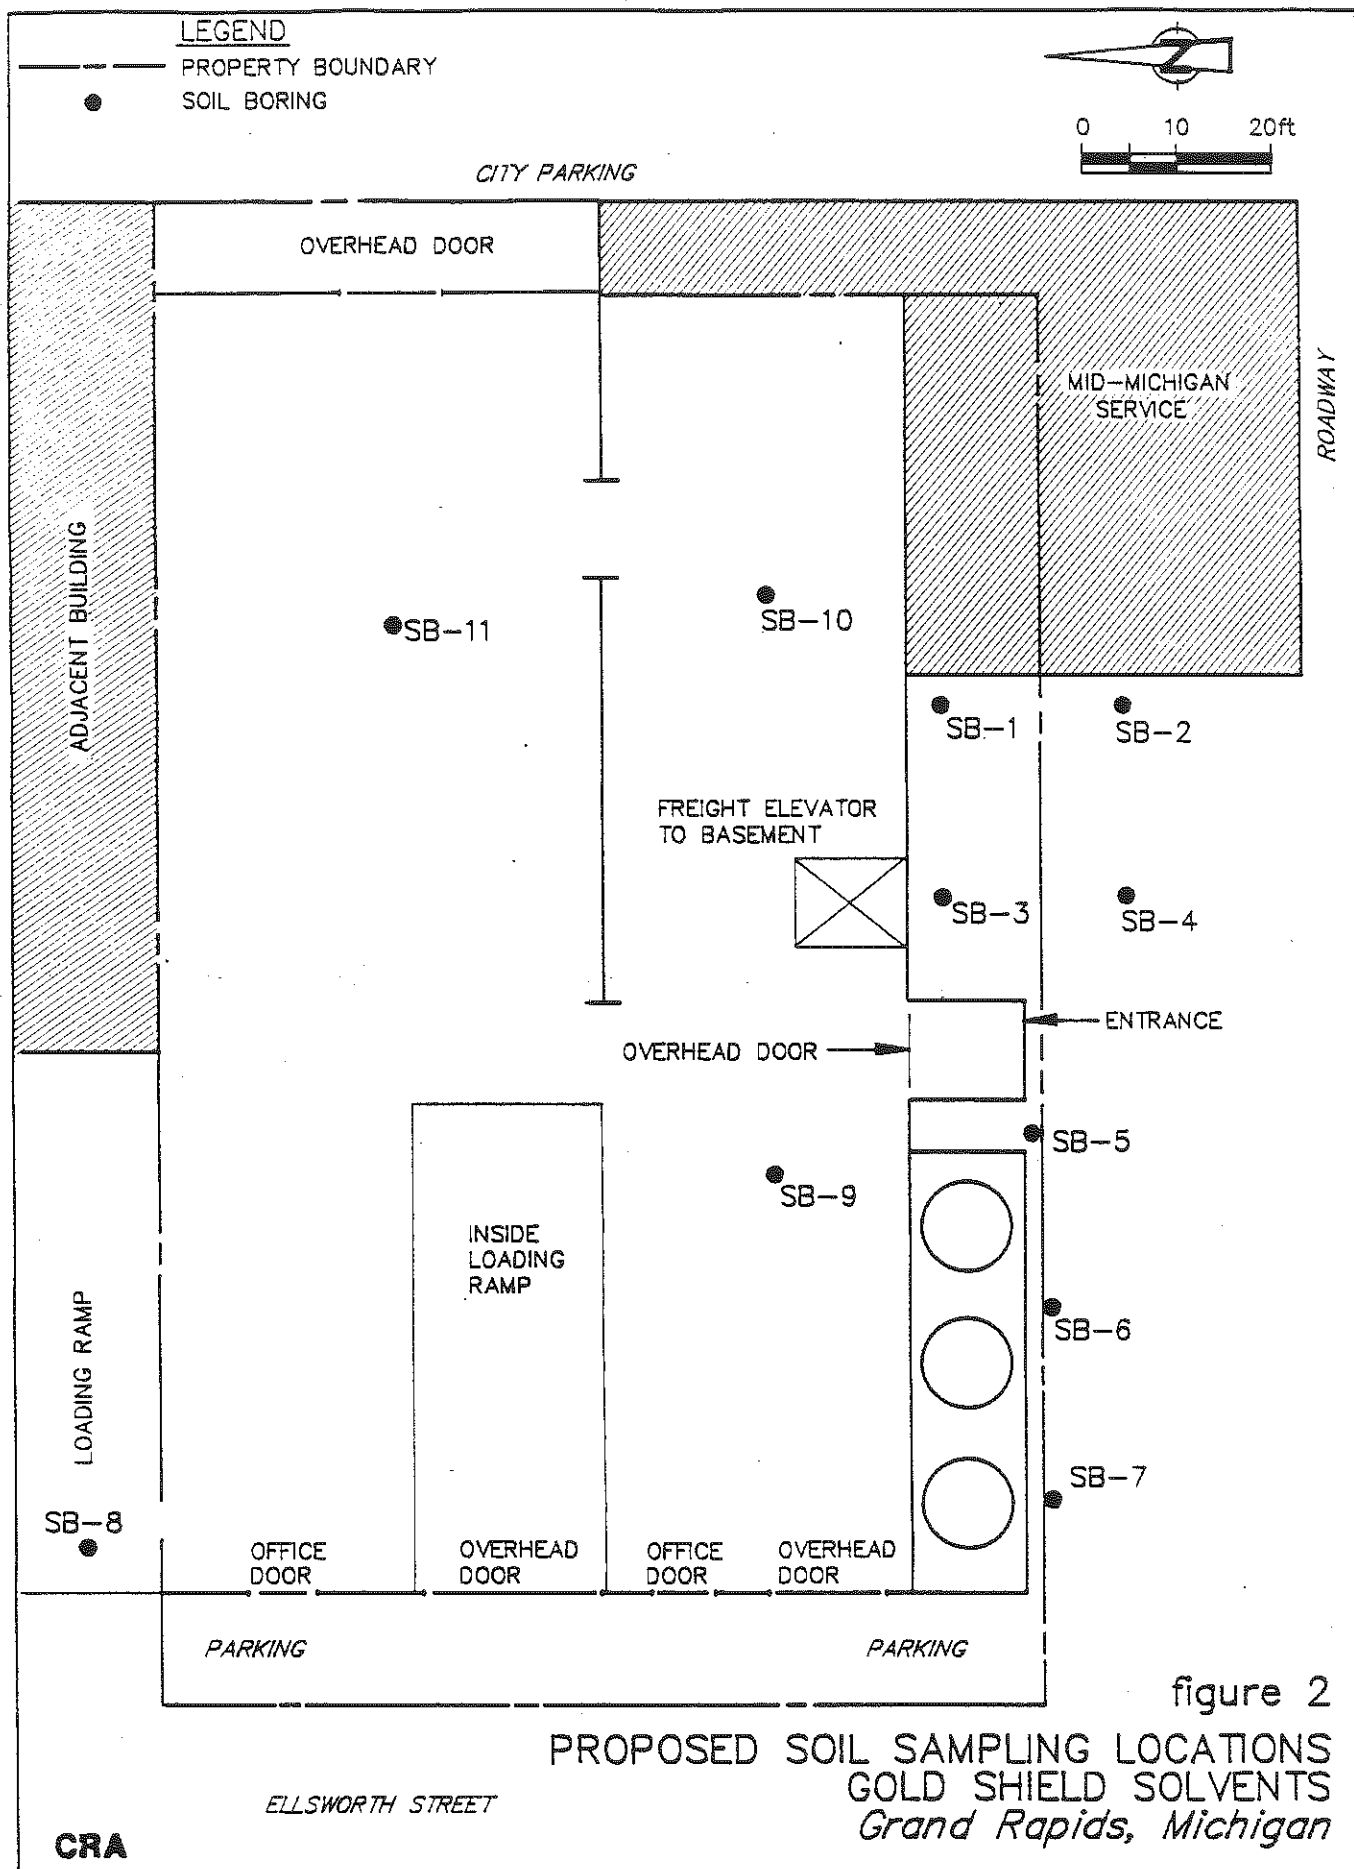 LEGEND
PROPERTY BOUNDARY
SOIL BORING
Z
0 10 20ft
CITY PARKING
OVERHEAD DOOR
MID-MICHIGAN
SERVICE
ROADWAY
ADJACENT BUILDING
SB-11
SB-10
SB-1
SB-2
FREIGHT ELEVATOR
TO BASEMENT
SB-3
SB-4
ENTRANCE
OVERHEAD DOOR
SB-5
SB-9
INSIDE
LOADING
RAMP
LOADING RAMP
SB-6
SB-7
SB-8
OFFICE
DOOR
OVERHEAD
DOOR
OFFICE
DOOR
OVERHEAD
DOOR
PARKING
PARKING
figure 2
PROPOSED SOIL SAMPLING LOCATIONS
GOLD SHIELD SOLVENTS
Grand Rapids, Michigan
ELLSWORTH STREET
CRA